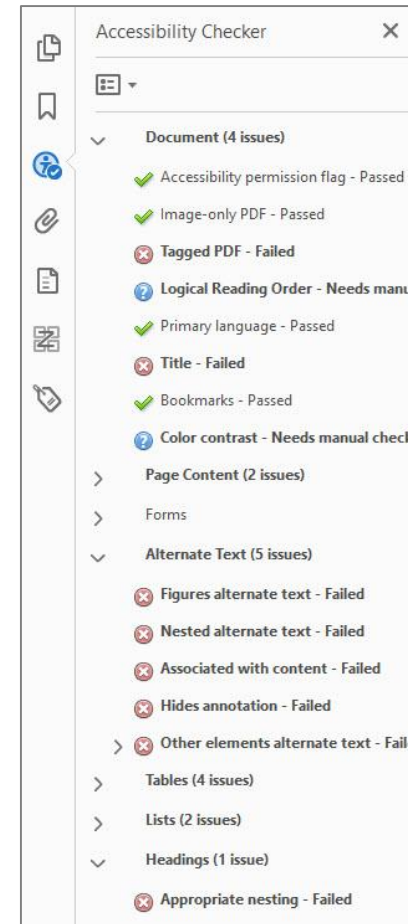 Accessibility Checker
Document (4 issues)
Accessibility permission flag - Passed
Image-only PDF - Passed
Tagged PDF - Failed
Logical Reading Order - Needs manu
Primary language - Passed
Title - Failed
Bookmarks - Passed
Color contrast - Needs manual check
Page Content (2 issues)
Forms
Alternate Text (5 issues)
Figures alternate text - Failed
Nested alternate text - Failed
Associated with content - Failed
Hides annotation - Failed
Other elements alternate text - Fail
Tables (4 issues)
Lists (2 issues)
Headings (1 issue)
Appropriate nesting - Failed